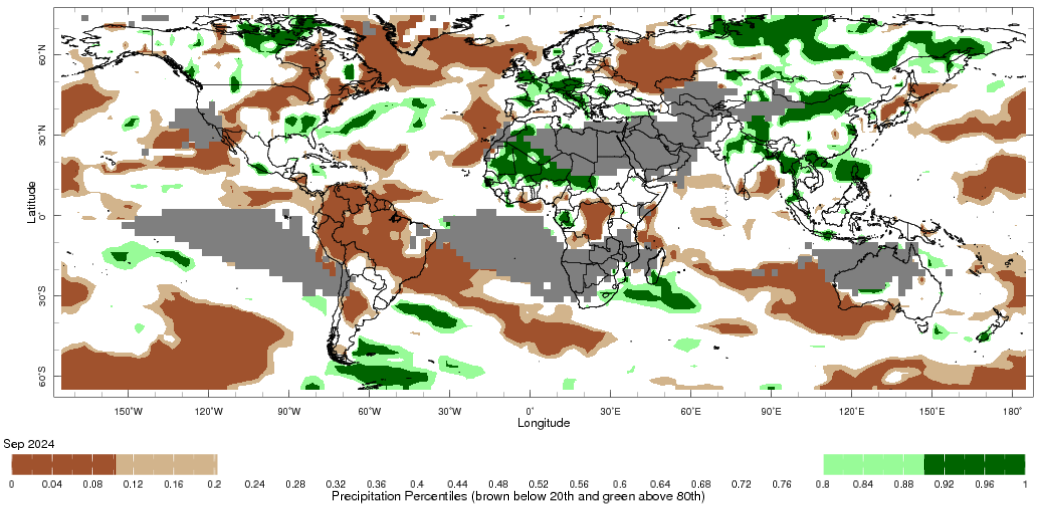 60°N
30°N
0°
30°S
60°S
Latitude
150°W 120°W 90°W 60°W 30°W 0° 30°E 60°E 90°E 120°E 150°E 180°
Longitude
Sep 2024
0 0.04 0.08 0.12 0.16 0.2 0.24 0.28 0.32 0.36 0.4 0.44 0.48 0.52 0.56 0.6 0.64 0.68 0.72 0.76 0.8 0.84 0.88 0.92 0.96 1
Precipitation Percentiles (brown below 20th and green above 80th)